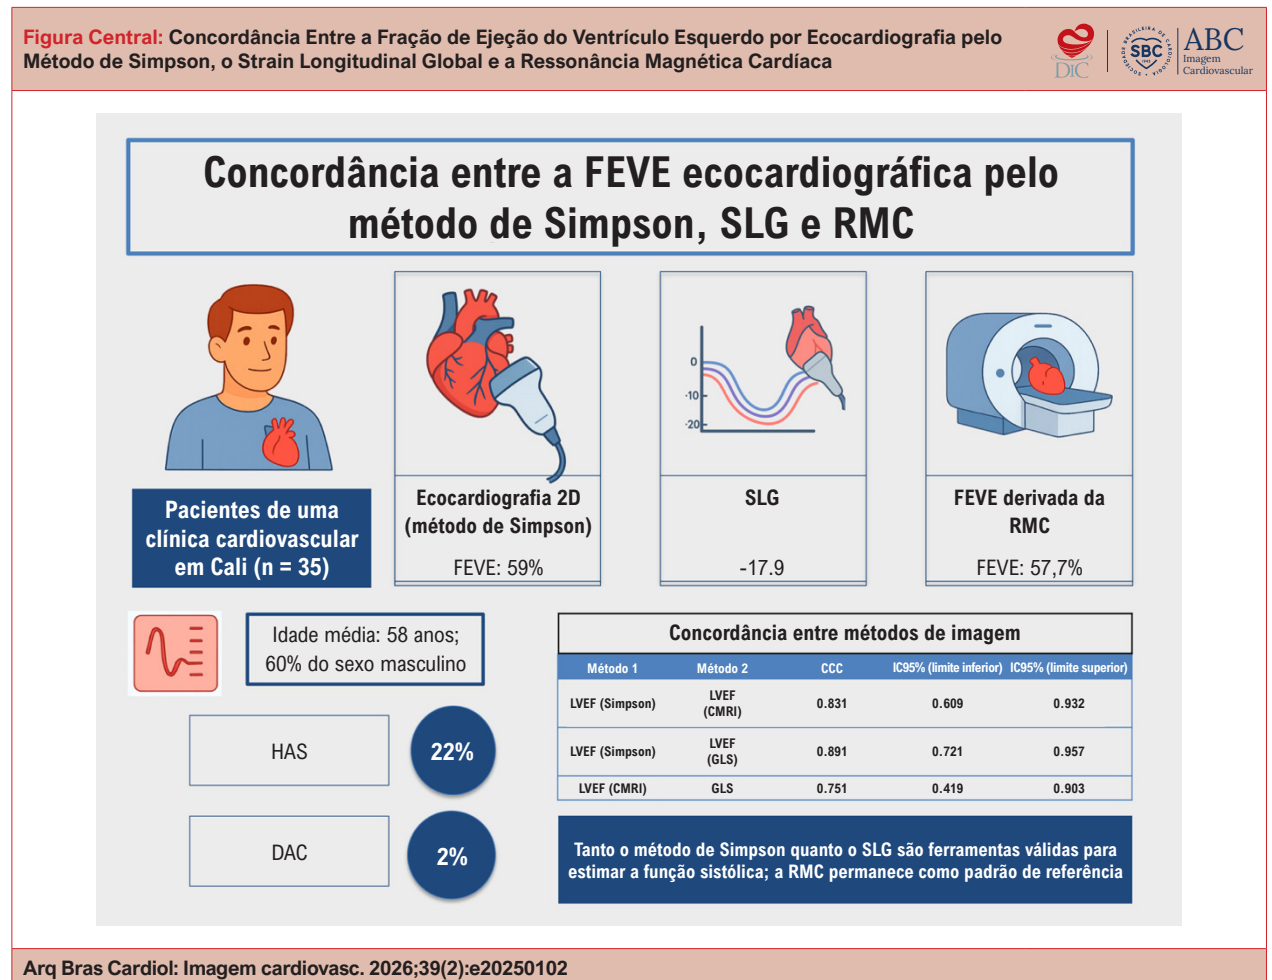 Figura Central: Concordância Entre a Fração de Ejeção do Ventrículo Esquerdo por Ecocardiografia pelo
Método de Simpson, o Strain Longitudinal Global e a Ressonância Magnética Cardíaca
DIC
SOCIEDADE BRASILEIRA DE CARDIOLOGIA
SBC
ABC
Imagem
Cardiovascular
Concordância entre a FEVE ecocardiográfica pelo
método de Simpson, SLG e RMC
0
-10
-20
Pacientes de uma
clínica cardiovascular
em Cali (n = 35)
Ecocardiografia 2D
(método de Simpson)
FEVE: 59%
SLG
-17.9
FEVE derivada da
RMC
FEVE: 57,7%
Idade média: 58 anos;
60% do sexo masculino
HAS
22%
DAC
2%
Concordância entre métodos de imagem
Método 1 Método 2 CCC IC95% (limite inferior) IC95% (limite superior)
LVEF (Simpson) LVEF (CMRI) 0.831 0.609 0.932
LVEF (Simpson) LVEF (GLS) 0.891 0.721 0.957
LVEF (CMRI) GLS 0.751 0.419 0.903
Tanto o método de Simpson quanto o SLG são ferramentas válidas para
estimar a função sistólica; a RMC permanece como padrão de referência
Arq Bras Cardiol: Imagem cardiovasc. 2026;39(2):e20250102